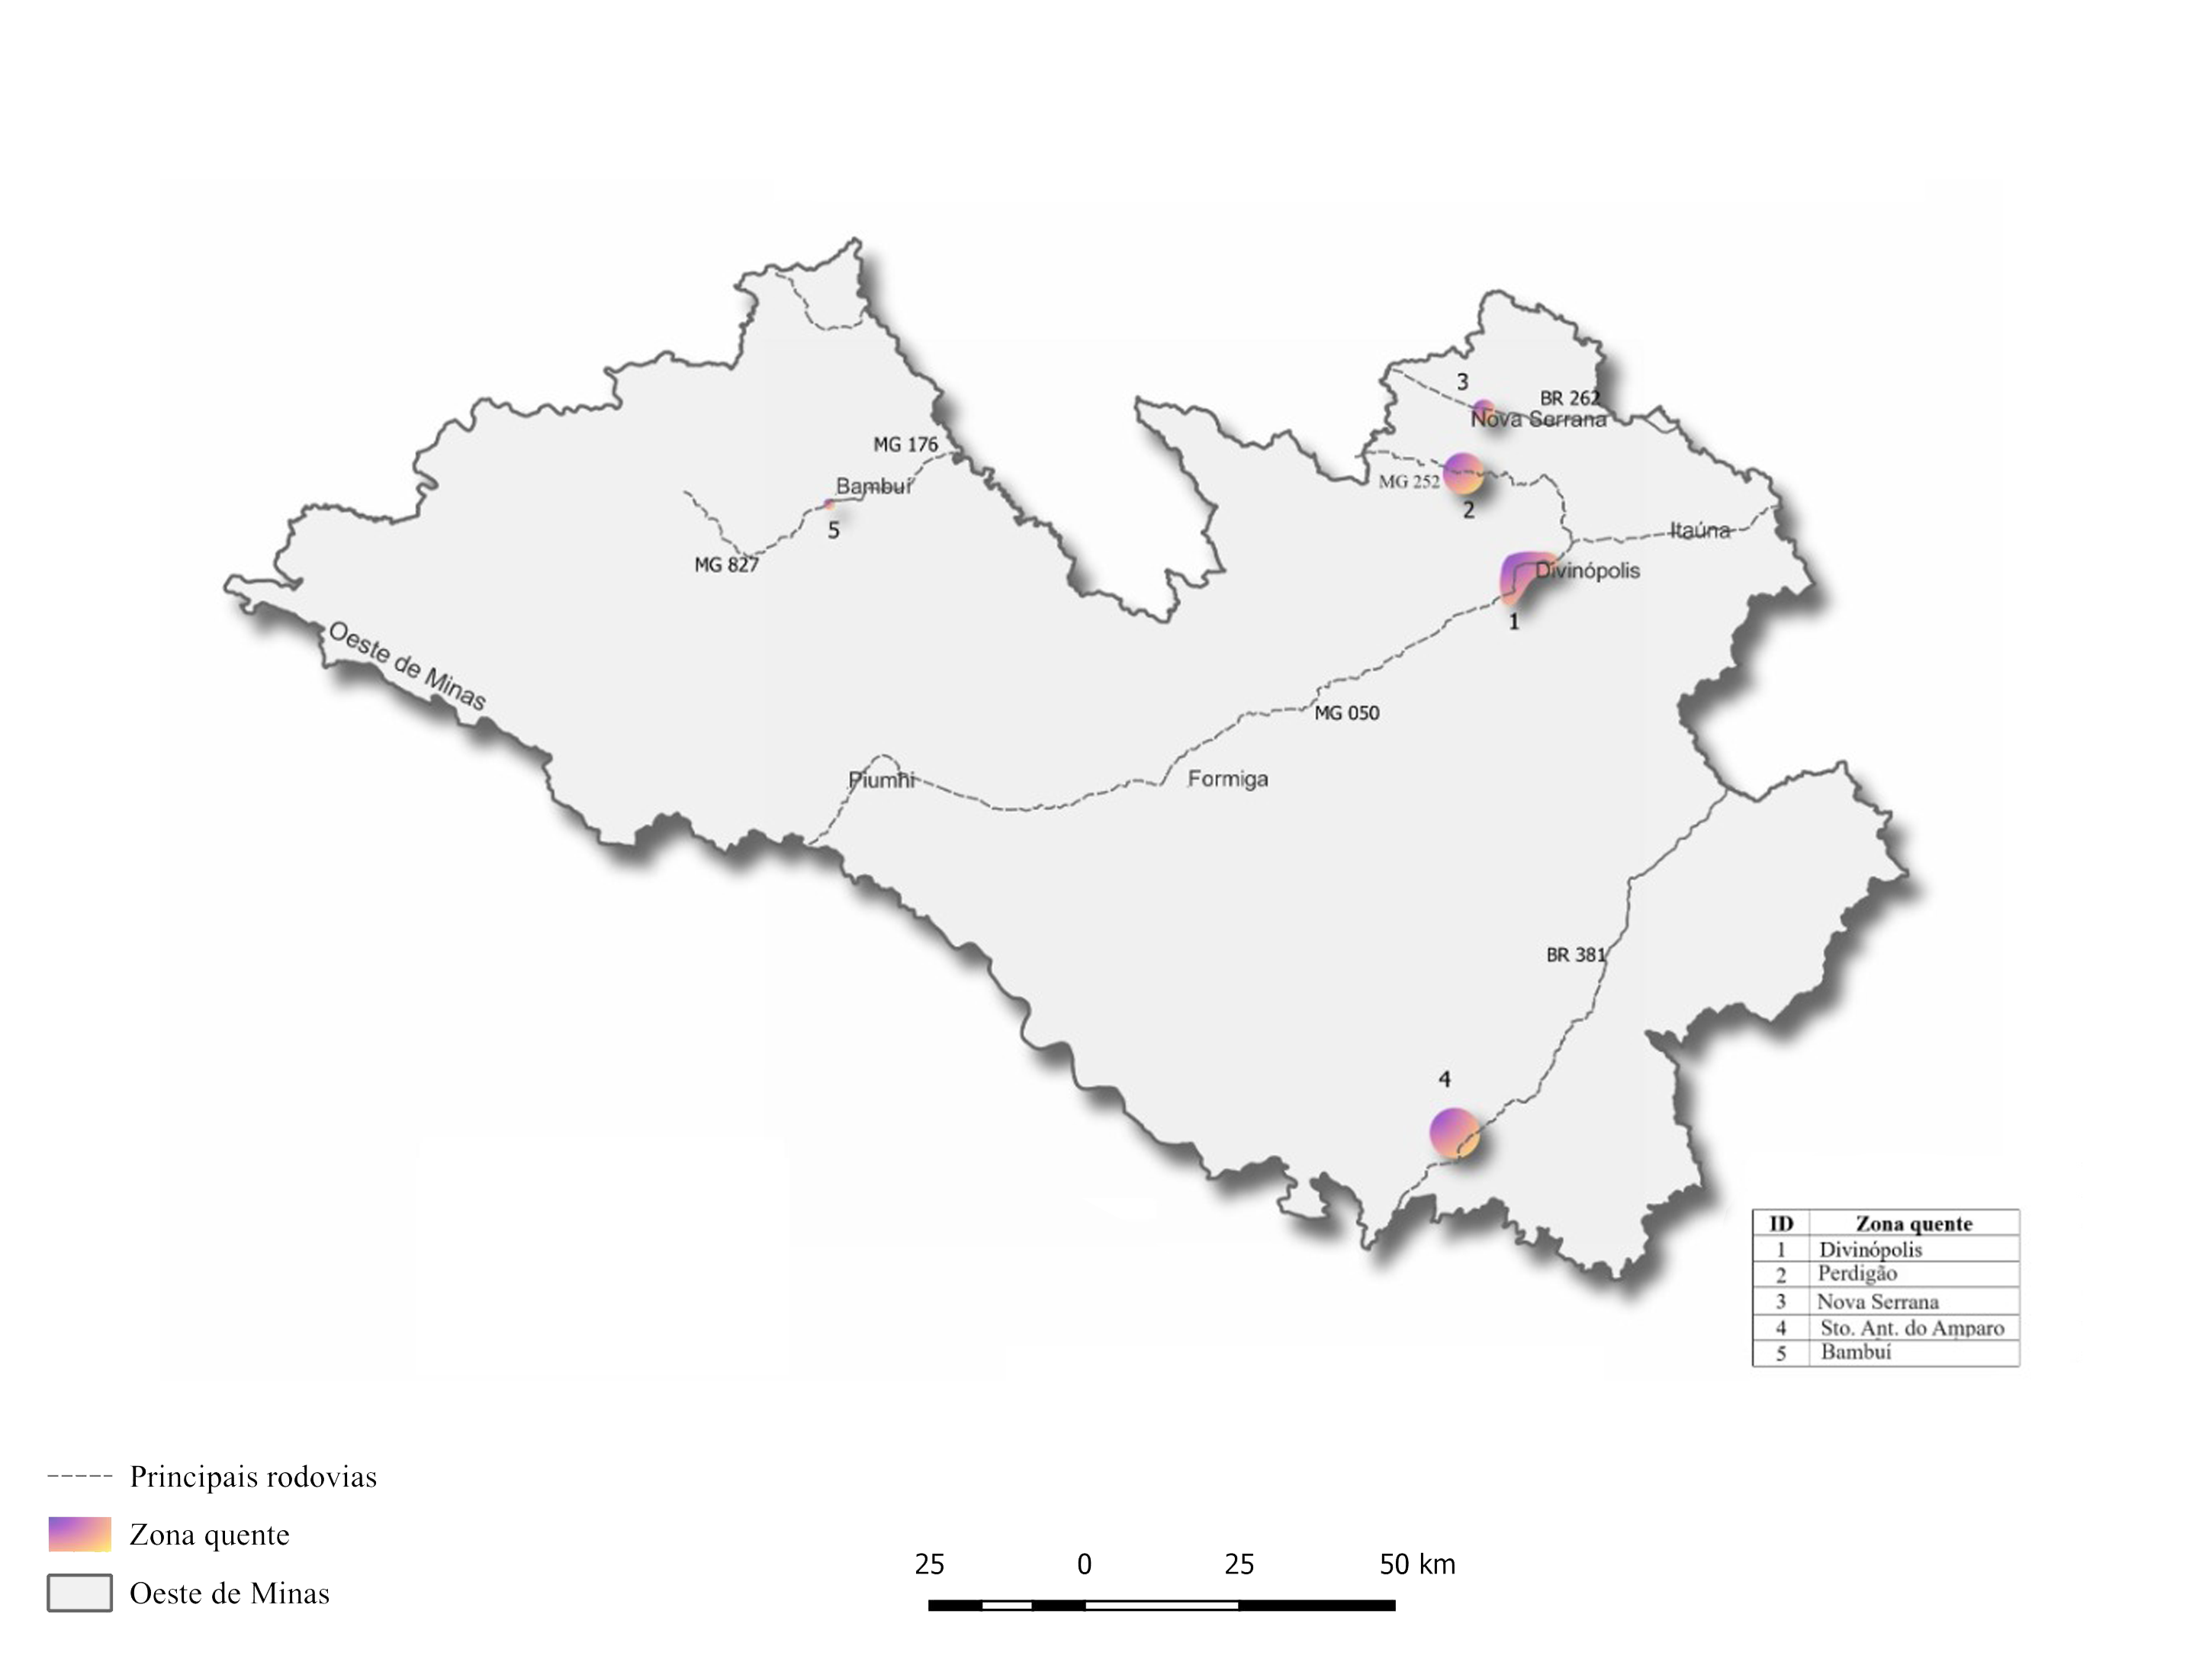 3
BR 262
Nova Serrana
MG 176
MG 252
Bambuí
2
5
Itaúna
MG 827
Divinópolis
1
Oeste de Minas
MG 050
Piumhi
Formiga
BR 381
4
ID Zona quente
1 Divinópolis
2 Perdigão
3 Nova Serrana
4 Sto. Ant. do Amparo
5 Bambuí
Principais rodovias
Zona quente
Oeste de Minas
25 0 25 50 km